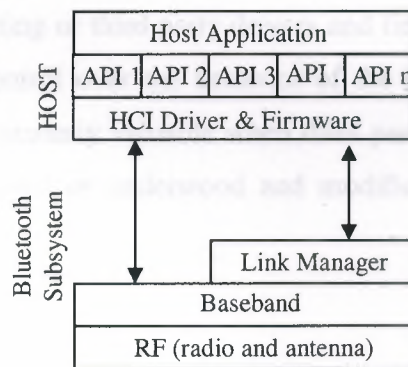 Host Application
API API 2 API 3 API API n
HCI Driver & Firmware
HOST
Link Manager
Baseband
RF (radio and antenna)
Bluetooth
Subsystem